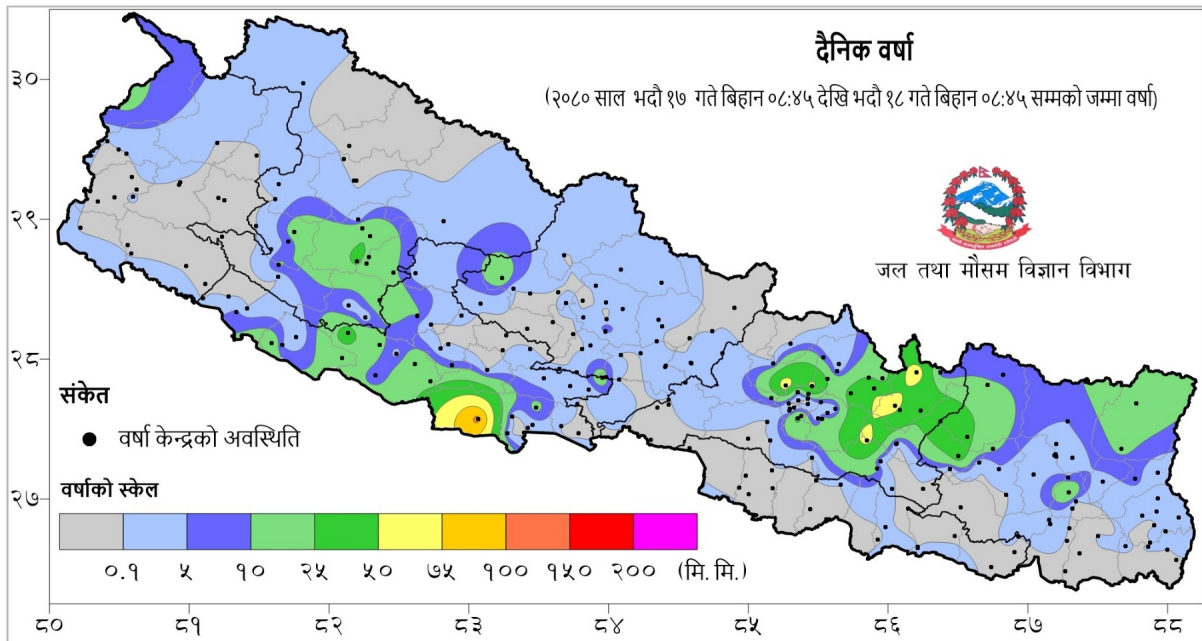 दैनिक वर्षा
(२०८० साल भदौ १७ गते बिहान ०८:४५ देखि भदौ १८ गते बिहान ०८:४५ सम्मको जम्मा वर्षा)
जल तथा मौसम विज्ञान विभाग
३०
२९
२८
२७
संकेत
वर्षा केन्द्रको अवस्थिति
वर्षाको स्केल
०.१ ५ १० २५ ५० ७५ १०० १५० २०० (मि. मि.)
८० ८१ ८२ ८३ ८४ ८५ ८६ ८७ ८८